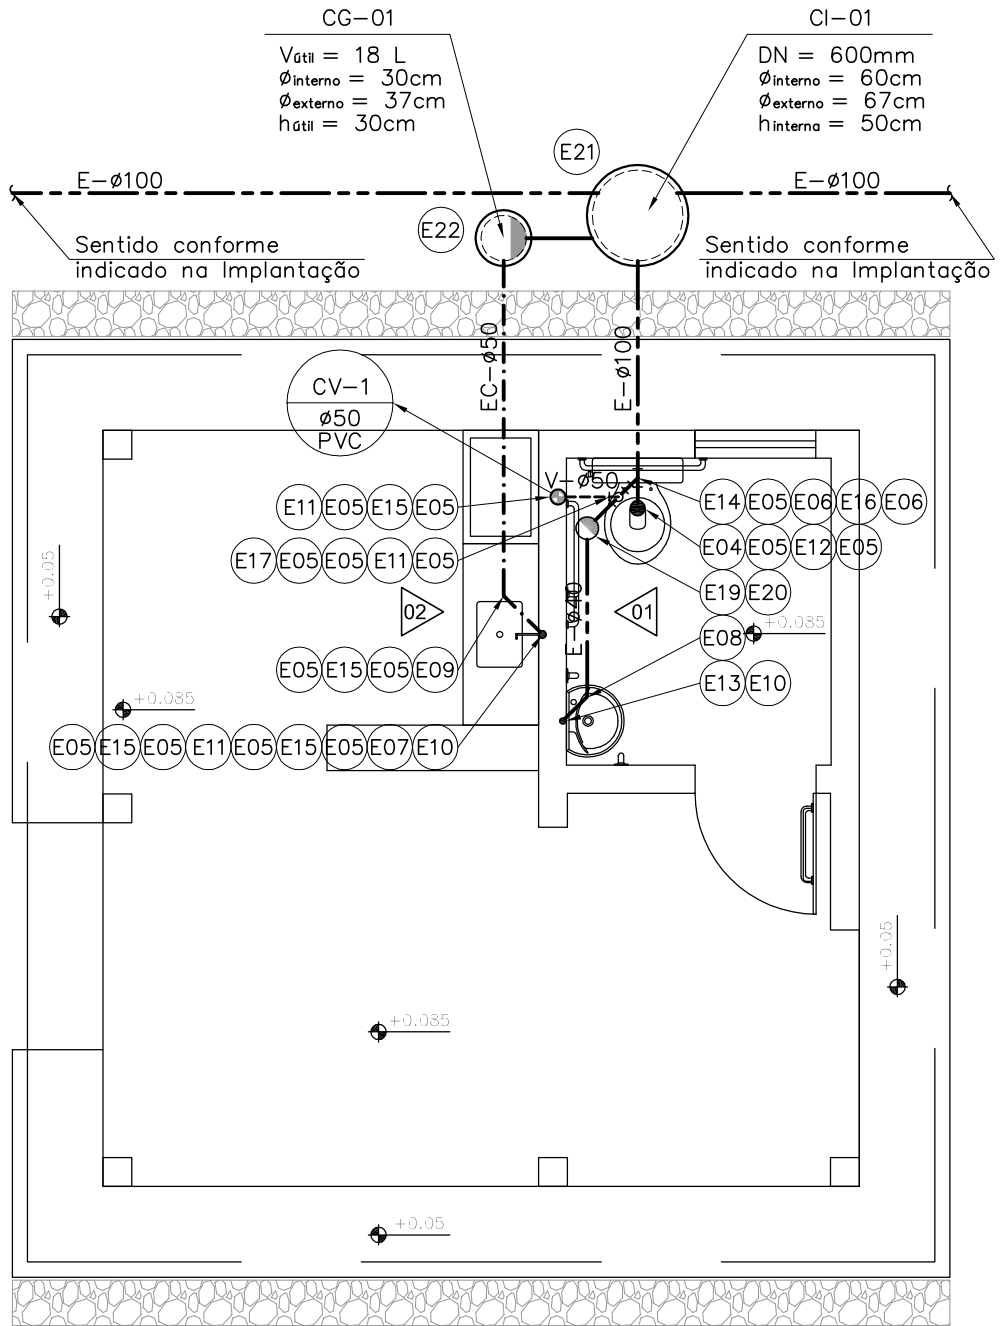 CG-01
Vútil = 18 L
Øinterno = 30cm
Øexterno = 37cm
hútil = 30cm
CI-01
DN = 600mm
Øinterno = 60cm
Øexterno = 67cm
hinterna = 50cm
E21
E-ø100
E-ø100
E22
Sentido conforme
indicado na Implantação
Sentido conforme
indicado na Implantação
EC-ø50
E-ø100
CV-1
ø50
PVC
V-ø50
E11 E05 E15 E05
E14 E05 E06 E16 E06
E17 E05 E05 E11 E05
E04 E05 E12 E05
+0.05
E19 E20
02
01
E-ø40
+0.085
E08
E05 E15 E05 E09
E13 E10
+0.085
E05 E15 E05 E11 E05 E15 E05 E07 E10
+0.05
+0.085
+0.05